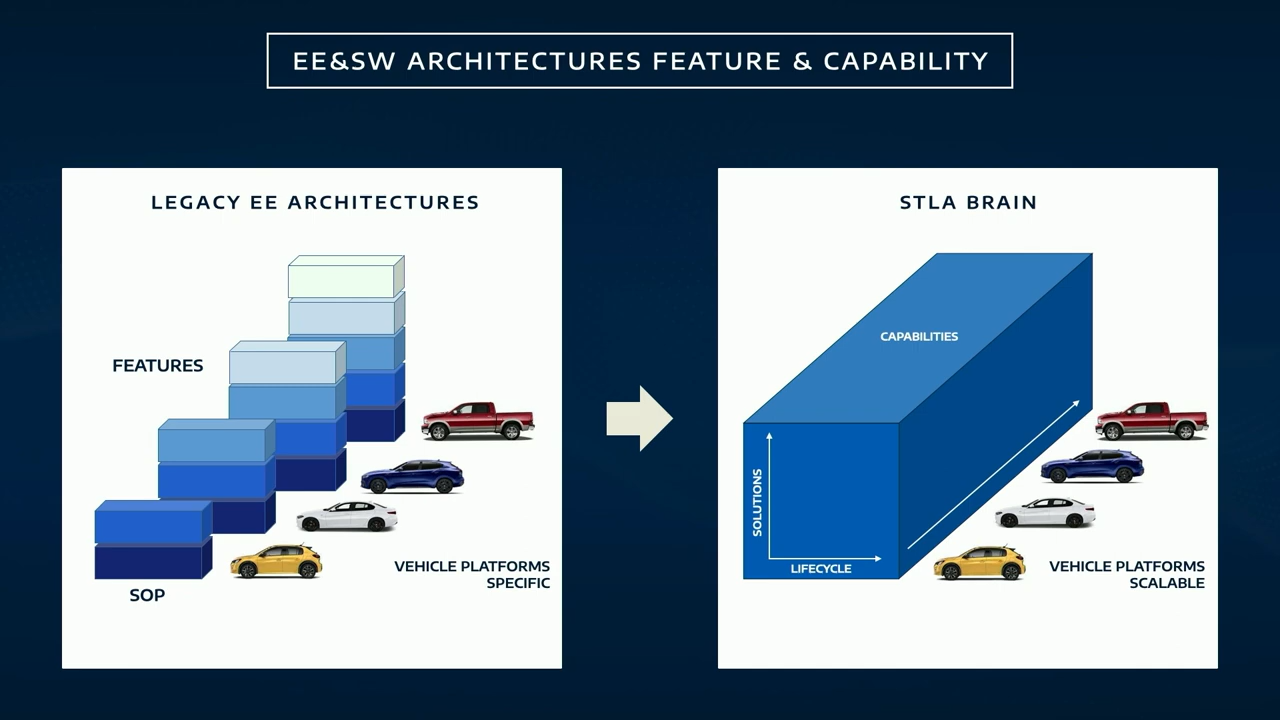 EE&SW ARCHITECTURES FEATURE & CAPABILITY
LEGACY EE ARCHITECTURES
FEATURES
SOP
VEHICLE PLATFORMS
SPECIFIC
STLA BRAIN
CAPABILITIES
SOLUTIONS
LIFECYCLE
VEHICLE PLATFORMS
SCALABLE